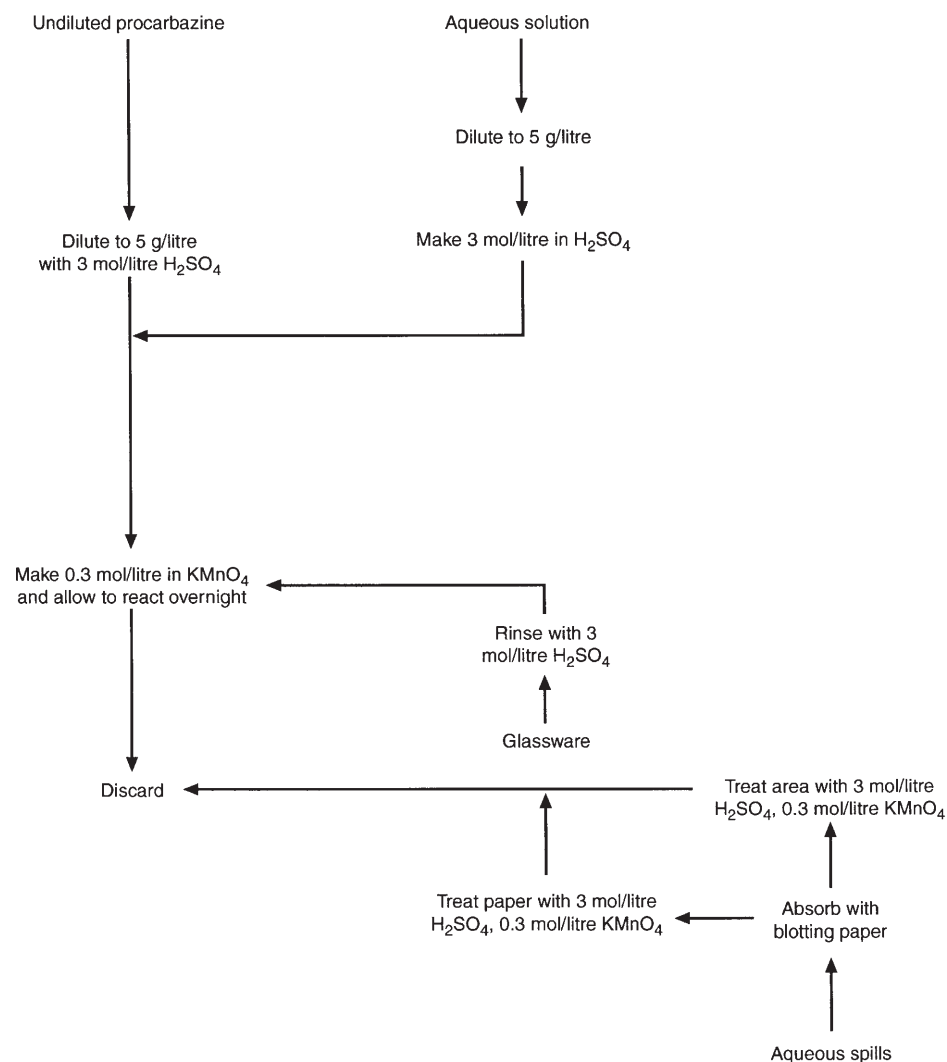 Undiluted procarbazine
Aqueous solution
Dilute to 5 g/litre
Dilute to 5 g/litre
with 3 mol/litre H₂SO₄
Make 3 mol/litre in H₂SO₄
Make 0.3 mol/litre in KMnO₄
and allow to react overnight
Rinse with 3
mol/litre H₂SO₄
Glassware
Discard
Treat area with 3 mol/litre
H₂SO₄, 0.3 mol/litre KMnO₄
Treat paper with 3 mol/litre
H₂SO₄, 0.3 mol/litre KMnO₄
Absorb with
blotting paper
Aqueous spills